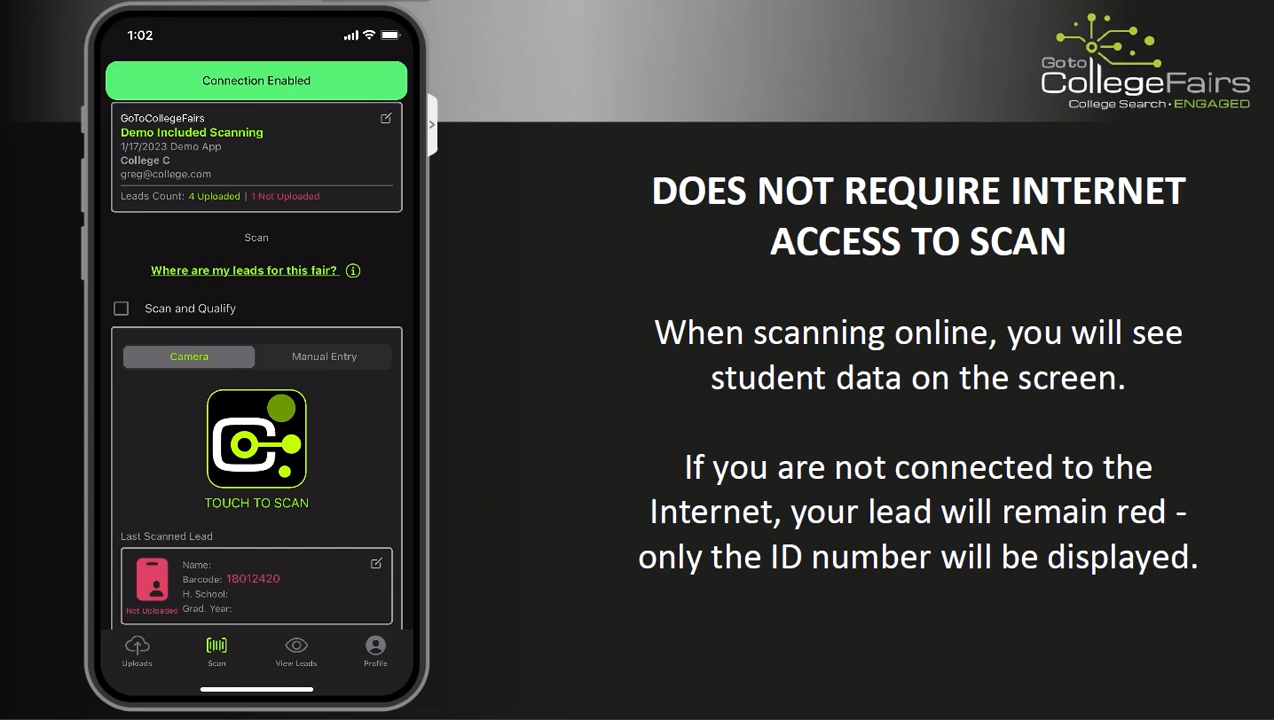 1:02
Connection Enabled
GoToCollegeFairs
Demo Included Scanning
1/17/2023 Demo App
College C
greg@college.com
Leads Count: 4 Uploaded | 1 Not Uploaded
Scan
Where are my leads for this fair?
Scan and Qualify
Camera Manual Entry
TOUCH TO SCAN
Last Scanned Lead
Name:
Barcode: 18012420
H. School:
Grad. Year:
Not Uploaded
Uploads Scan View Leads Profile
Go to
CollegeFairs
College Search • ENGAGED
DOES NOT REQUIRE INTERNET
ACCESS TO SCAN
When scanning online, you will see
student data on the screen.
If you are not connected to the
Internet, your lead will remain red -
only the ID number will be displayed.